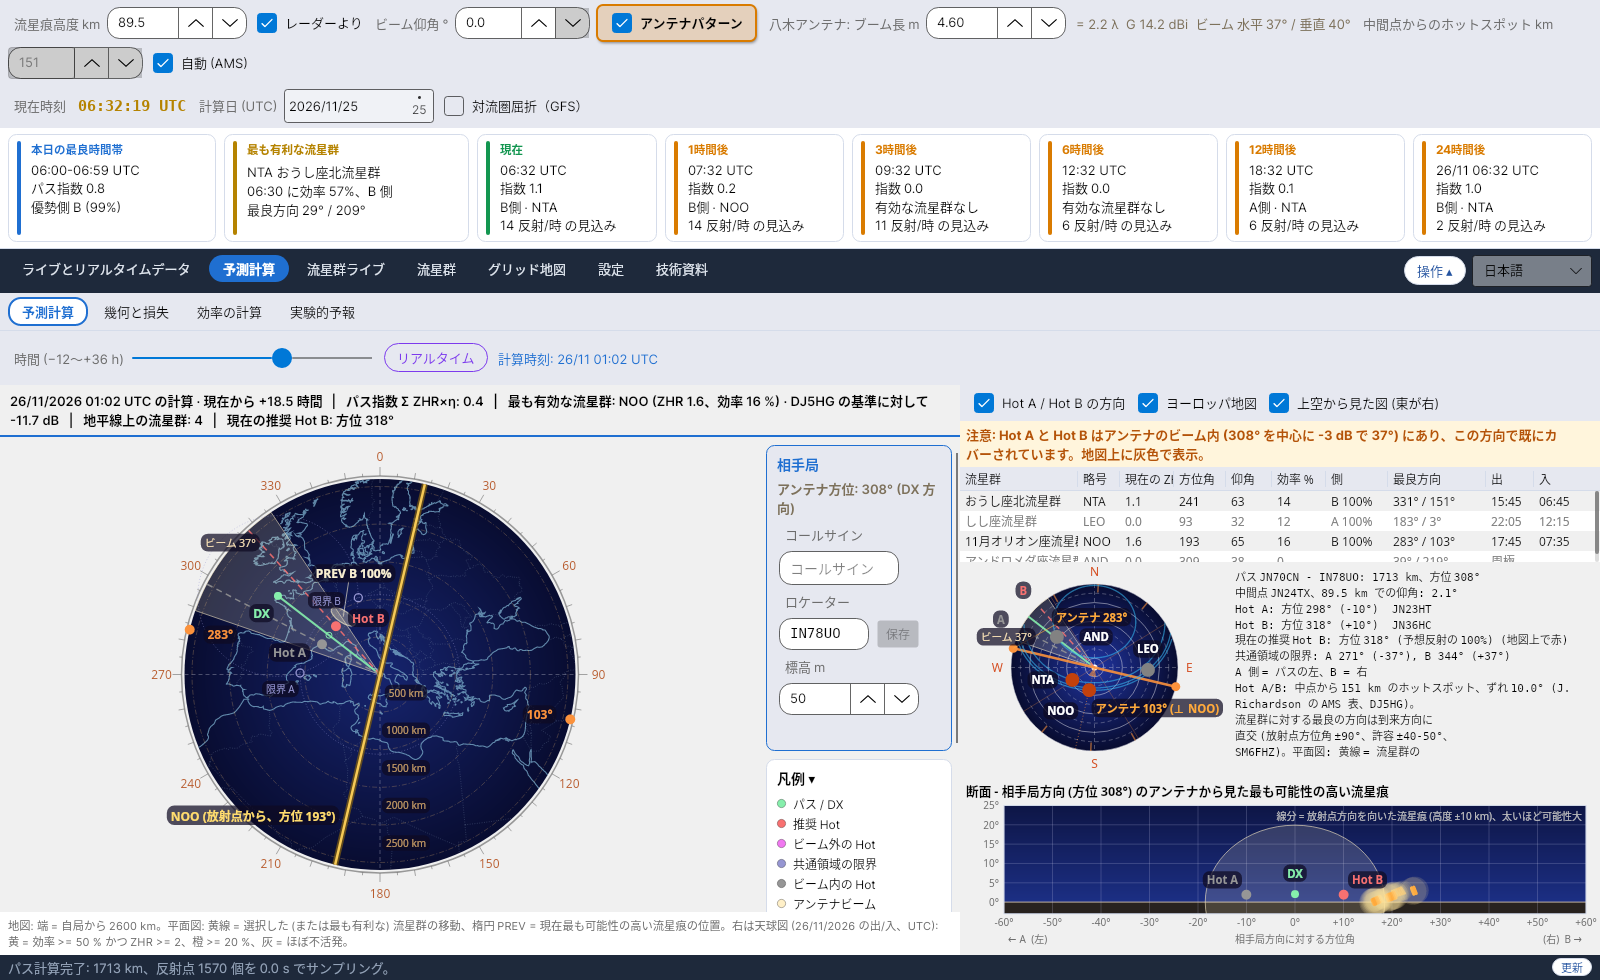 流星痕高度 km 89.5 レーダーより ビーム仰角 ° 0.0 アンテナパターン 八木アンテナ: ブーム長 m 4.60 = 2.2 λ G 14.2 dBi ビーム 水平 37° / 垂直 40° 中間点からのホットスポット km
151 自動 (AMS)
現在時刻 06:32:19 UTC 計算日 (UTC) 2026/11/25 25 対流圏屈折（GFS）
本日の最良時間帯
06:00-06:59 UTC
パス指数 0.8
優勢側 B (99%)
最も有利な流星群
NTA おうし座北流星群
06:30 に効率 57%、B 側
最良方向 29° / 209°
現在
06:32 UTC
指数 1.1
B側 · NTA
14 反射/時 の見込み
1時間後
07:32 UTC
指数 0.2
B側 · NOO
14 反射/時 の見込み
3時間後
09:32 UTC
指数 0.0
有効な流星群なし
11 反射/時 の見込み
6時間後
12:32 UTC
指数 0.0
有効な流星群なし
6 反射/時 の見込み
12時間後
18:32 UTC
指数 0.1
A側 · NTA
6 反射/時 の見込み
24時間後
26/11 06:32 UTC
指数 1.0
B側 · NTA
2 反射/時 の見込み
ライブとリアルタイムデータ 予測計算 流星群ライブ 流星群 グリッド地図 設定 技術資料 操作 ▴ 日本語
予測計算 幾何と損失 効率の計算 実験的予報
時間 (−12〜+36 h) リアルタイム 計算時刻: 26/11 01:02 UTC
26/11/2026 01:02 UTC の計算 · 現在から +18.5 時間 | パス指数 Σ ZHR×η: 0.4 | 最も有効な流星群: NOO (ZHR 1.6、効率 16 %) · DJ5HG の基準に対して
-11.7 dB | 地平線上の流星群: 4 | 現在の推奨 Hot B: 方位 318°
0
30
60
90
120
150
180
210
240
270
300
330
ビーム 37°
PREV B 100%
限界 B
DX
Hot B
283°
Hot A
限界 A
500 km
103°
1000 km
1500 km
2000 km
NOO (放射点から、方位 193°)
2500 km
相手局
アンテナ方位: 308° (DX 方
向)
コールサイン
コールサイン
ロケーター
IN78UO 保存
標高 m
50
凡例 ▾
パス / DX
推奨 Hot
ビーム外の Hot
共通領域の限界
ビーム内の Hot
アンテナビーム
地図: 端 = 自局から 2600 km。平面図: 黄線 = 選択した (または最も有利な) 流星群の移動、楕円 PREV = 現在最も可能性の高い流星痕の位置。右は天球図 (26/11/2026 の出/入、UTC):
黄 = 効率 >= 50 % かつ ZHR >= 2、橙 >= 20 %、灰 = ほぼ不活発。
Hot A / Hot B の方向 ヨーロッパ地図 上空から見た図 (東が右)
注意: Hot A と Hot B はアンテナのビーム内 (308° を中心に -3 dB で 37°) にあり、この方向で既にカ
バーされています。地図上に灰色で表示。
流星群 略号 現在の ZI 方位角 仰角 効率 % 側 最良方向 出 入
おうし座北流星群 NTA 1.1 241 63 14 B 100% 331° / 151° 15:45 06:45
しし座流星群 LEO 0.0 93 32 12 A 100% 183° / 3° 22:05 12:15
11月オリオン座流星群 NOO 1.6 193 65 16 B 100% 283° / 103° 17:45 07:35
アンドロメダ座流星群 AND 0.0 309 38 0 39° / 219° 周極
N
B
A
アンテナ 283°
ビーム 37°
AND
LEO
W
E
NTA
NOO
アンテナ 103° (⊥ NOO)
S
パス JN70CN - IN78UO: 1713 km、方位 308°
中間点 JN24TX、89.5 km での仰角: 2.1°
Hot A: 方位 298° (-10°) JN23HT
Hot B: 方位 318° (+10°) JN36HC
現在の推奨 Hot B: 方位 318° (予想反射の 100%) (地図上で赤)
共通領域の限界: A 271° (-37°), B 344° (+37°)
A 側 = パスの左、B = 右
Hot A/B: 中点から 151 km のホットスポット、ずれ 10.0° (J.
Richardson の AMS 表、DJ5HG)。
流星群に対する最良の方向は到来方向に
直交 (放射点方位角 ±90°、許容 ±40-50°、
SM6FHZ)。平面図: 黄線 = 流星群の
断面 - 相手局方向 (方位 308°) のアンテナから見た最も可能性の高い流星痕
25°
20°
15°
10°
5°
0°
線分 = 放射点方向を向いた流星痕 (高度 ±10 km)、太いほど可能性大
Hot A
DX
Hot B
-60° -50° -40° -30° -20° -10° 0° +10° +20° +30° +40° +50° +60°
← A (左) 相手局方向に対する方位角 (右) B →
パス計算完了: 1713 km、反射点 1570 個を 0.0 s でサンプリング。 更新